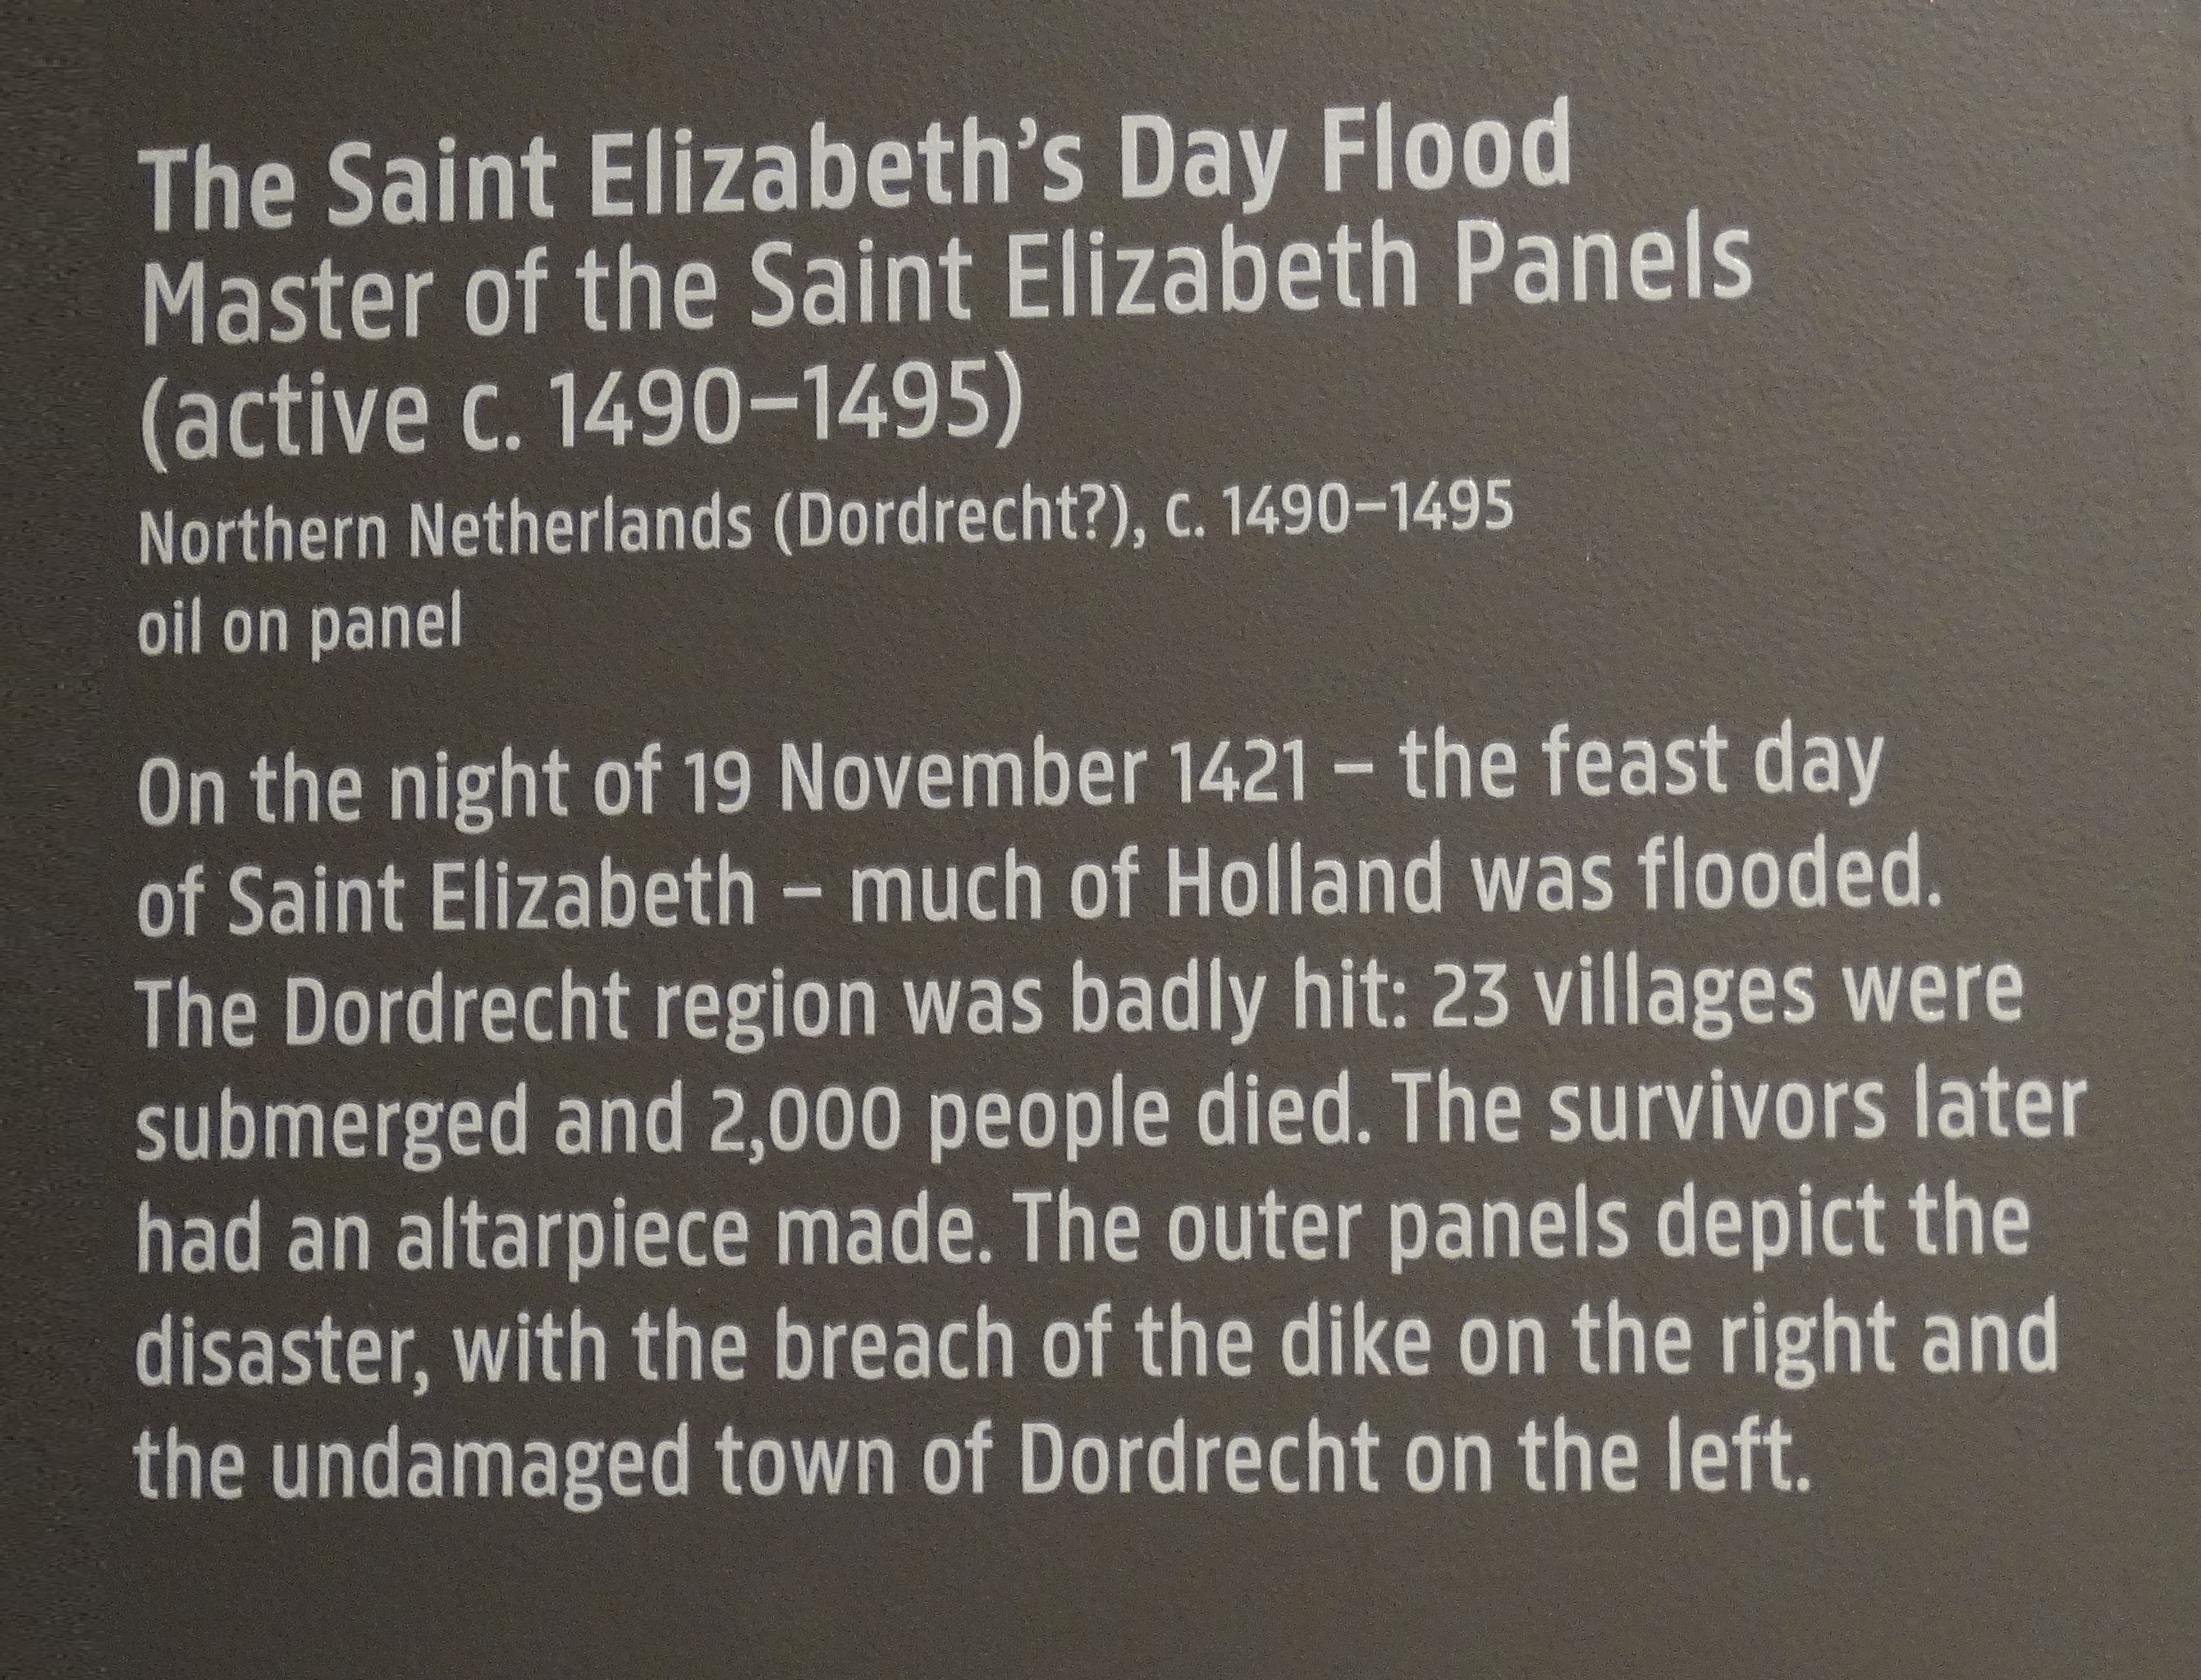 The Saint Elizabeth’s Day Flood
Master of the Saint Elizabeth Panels
(active c. 1490–1495)
Northern Netherlands (Dordrecht?), c. 1490–1495
oil on panel
On the night of 19 November 1421 – the feast day
of Saint Elizabeth – much of Holland was flooded.
The Dordrecht region was badly hit: 23 villages were
submerged and 2,000 people died. The survivors later
had an altarpiece made. The outer panels depict the
disaster, with the breach of the dike on the right and
the undamaged town of Dordrecht on the left.